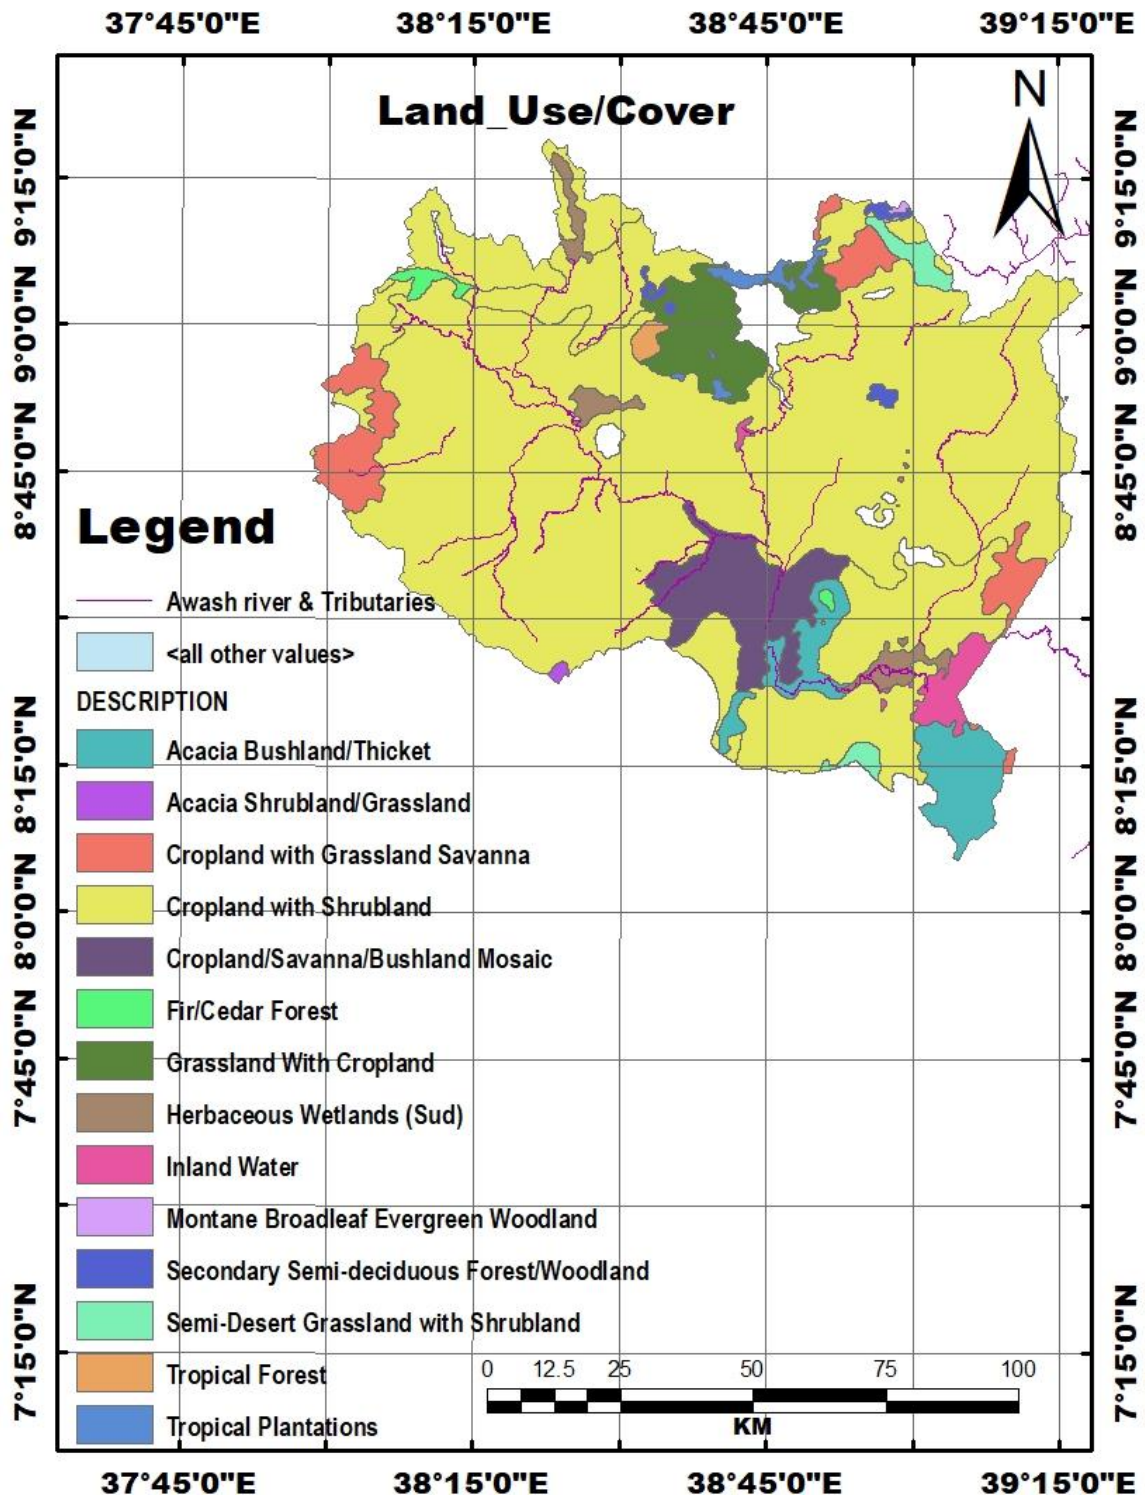 37°45'0"E 38°15'0"E 38°45'0"E 39°15'0"E
Land_Use/Cover
N
9°15'0"N 9°15'0"N
9°0'0"N 9°0'0"N
8°45'0"N 8°45'0"N
Legend
Awash river & Tributaries
<all other values>
DESCRIPTION
Acacia Bushland/Thicket
8°15'0"N 8°15'0"N
Acacia Shrubland/Grassland
Cropland with Grassland Savanna
Cropland with Shrubland
8°0'0"N 8°0'0"N
Cropland/Savanna/Bushland Mosaic
Fir/Cedar Forest
Grassland With Cropland
7°45'0"N 7°45'0"N
Herbaceous Wetlands (Sud)
Inland Water
Montane Broadleaf Evergreen Woodland
Secondary Semi-deciduous Forest/Woodland
Semi-Desert Grassland with Shrubland
7°15'0"N 7°15'0"N
Tropical Forest
0 12.5 25 50 75 100
KM
Tropical Plantations
37°45'0"E 38°15'0"E 38°45'0"E 39°15'0"E